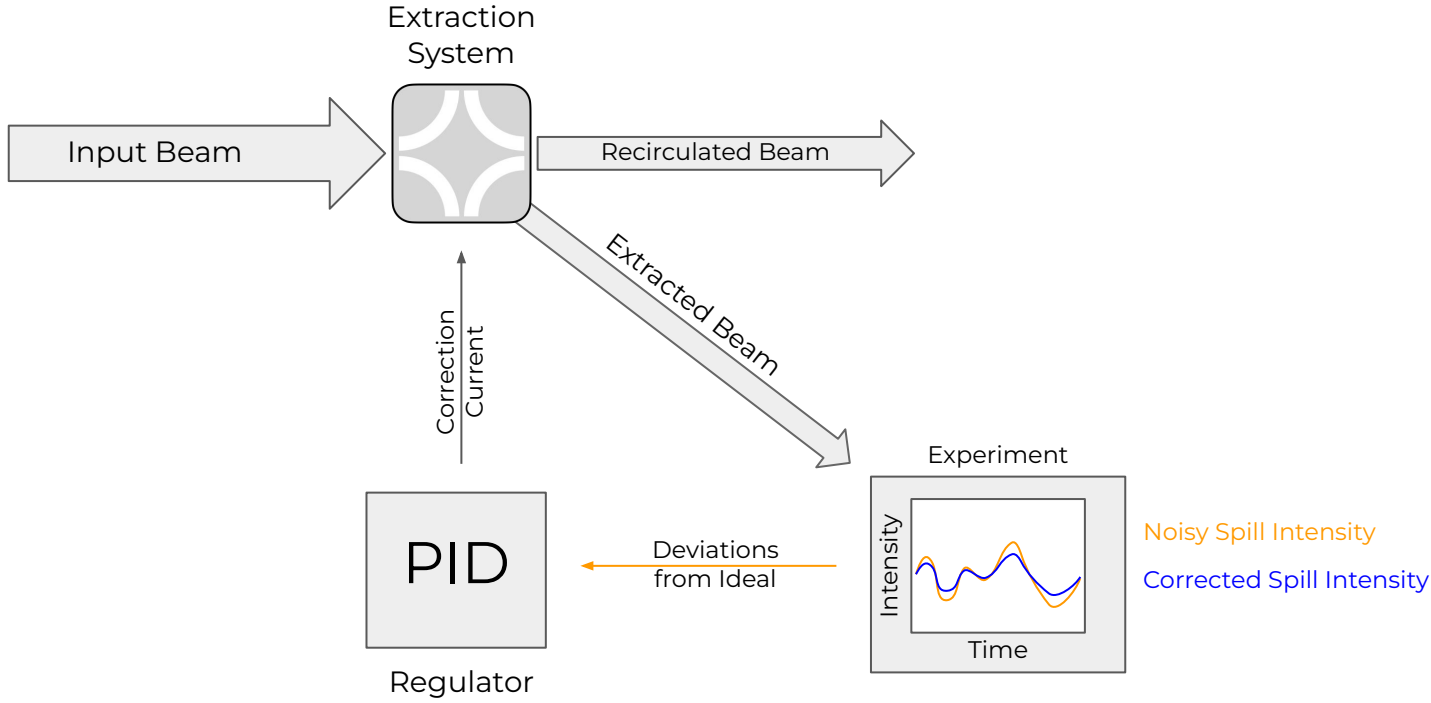 Extraction
System
Input Beam
Recirculated Beam
Extracted Beam
Correction
Current
Experiment
Intensity
Time
Noisy Spill Intensity
Corrected Spill Intensity
Deviations
from Ideal
PID
Regulator